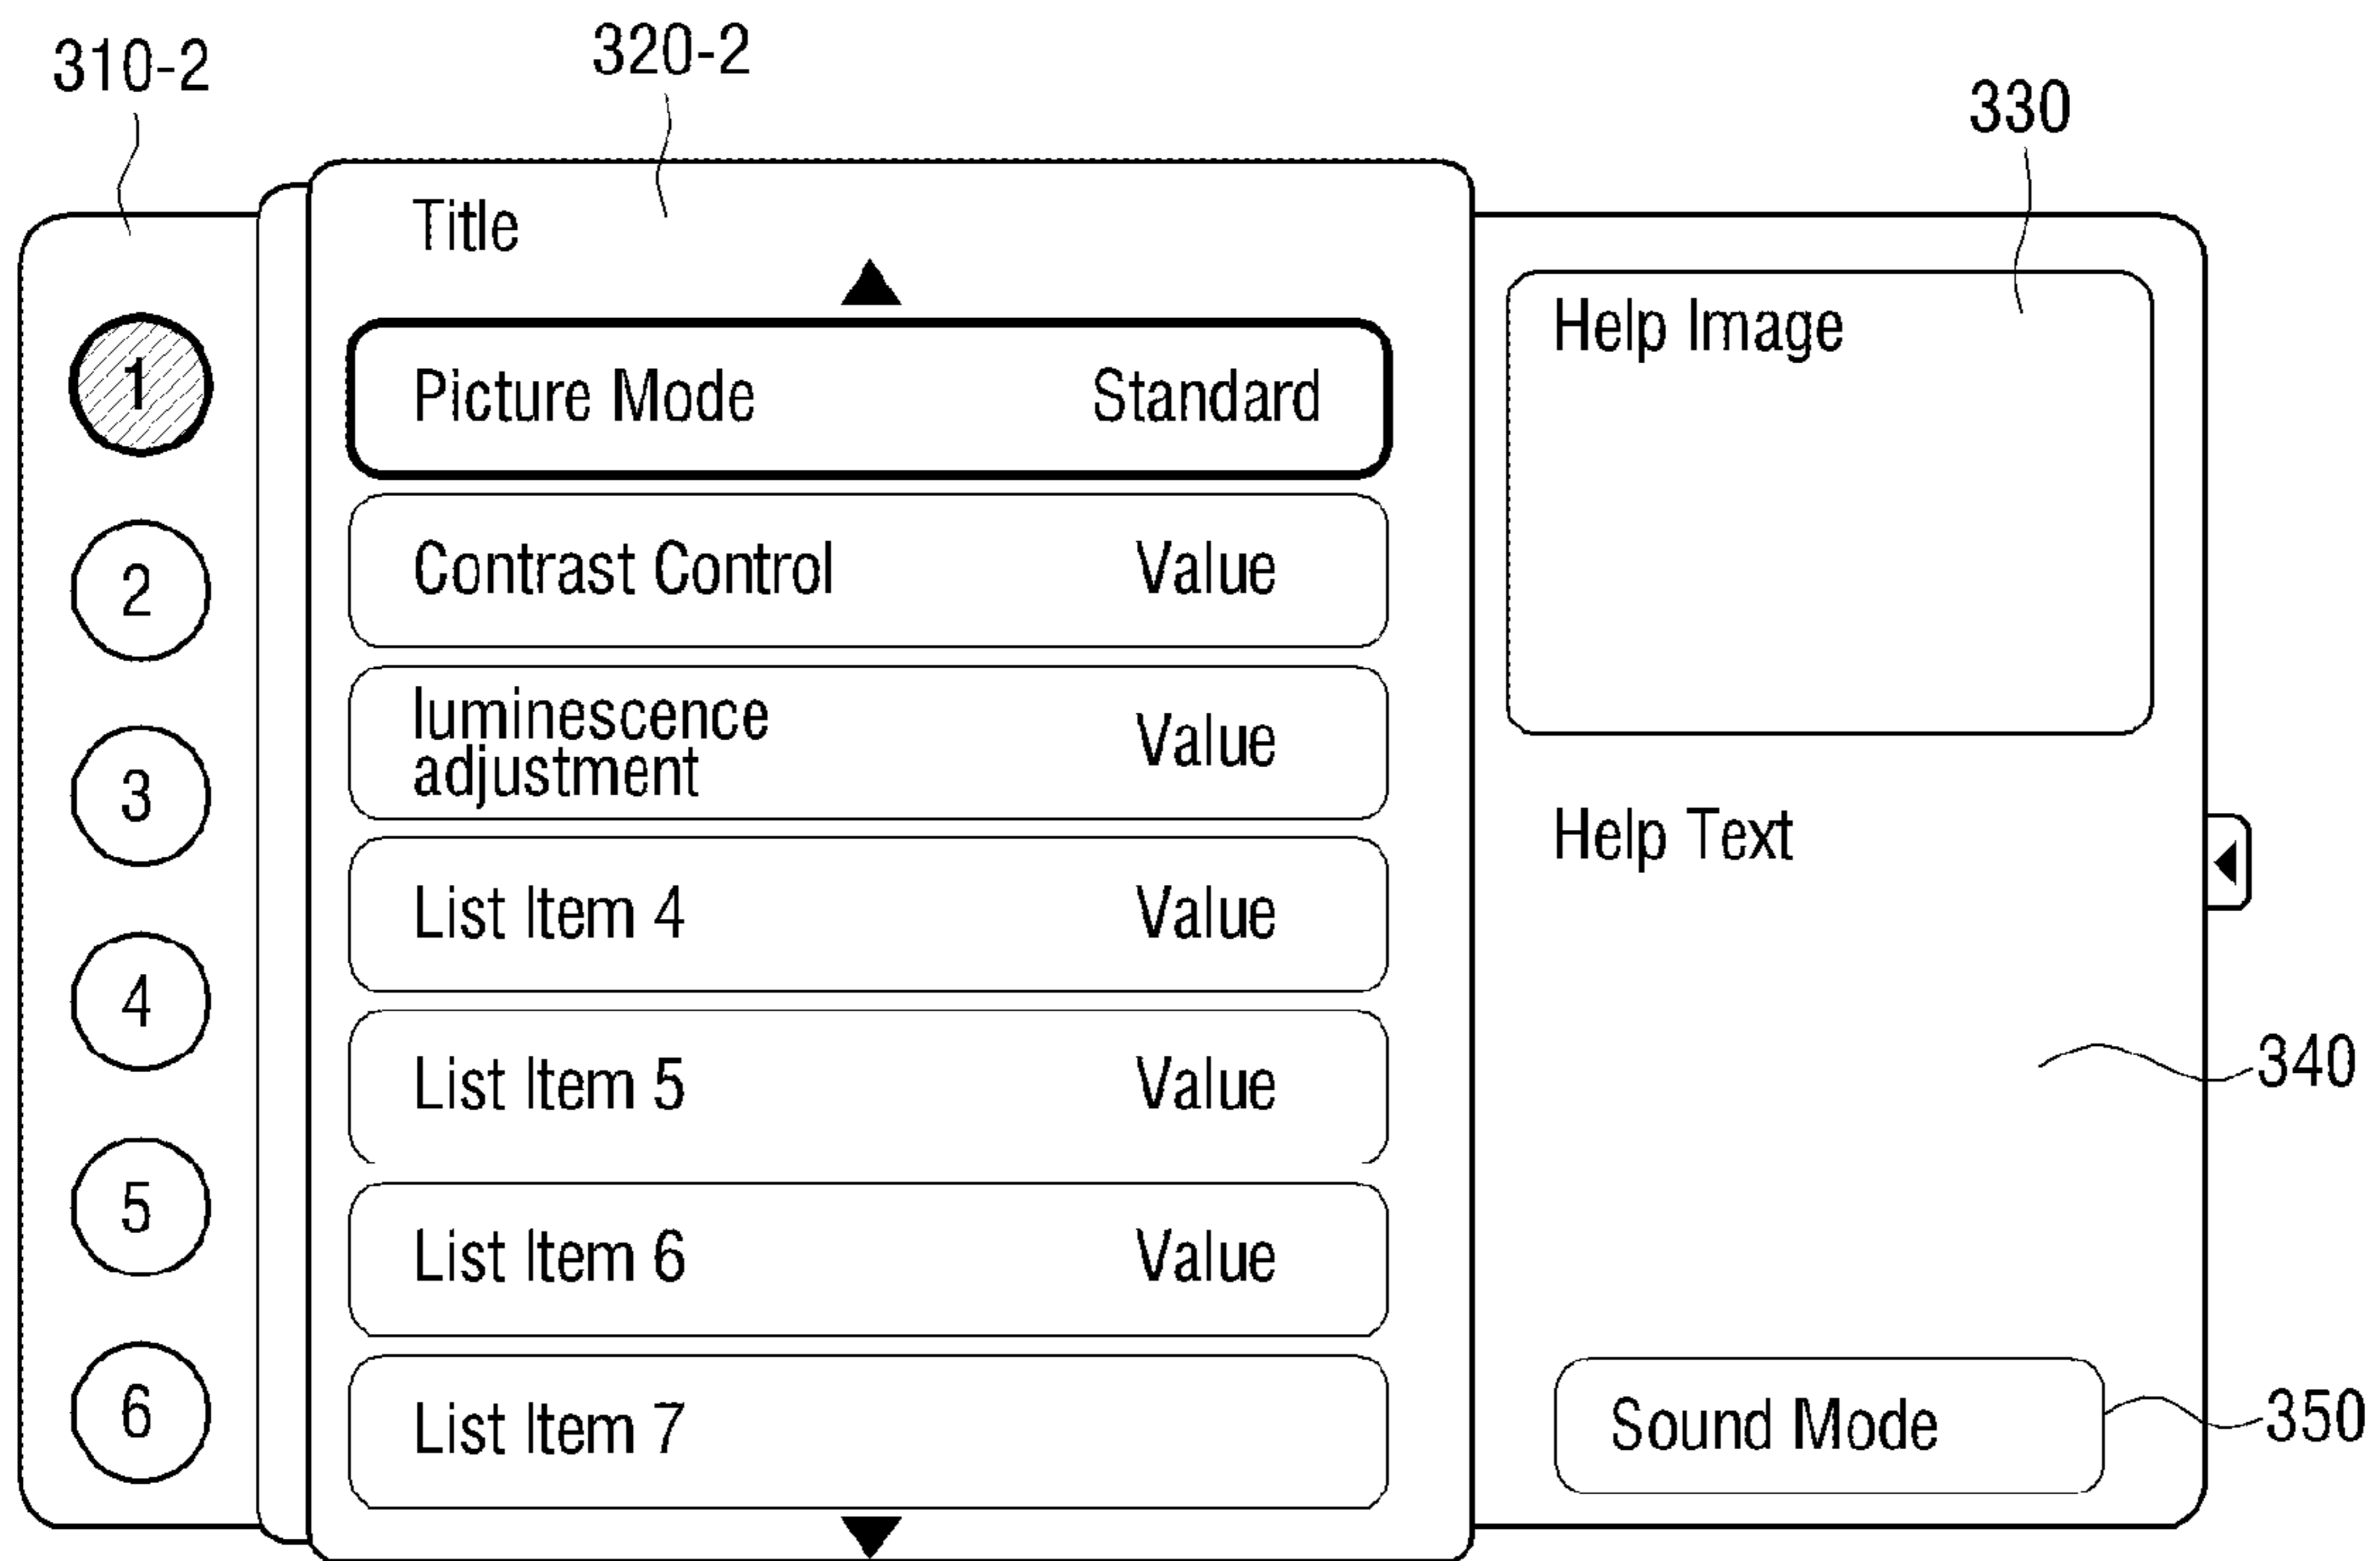 310-2
320-2
330
Title
1
2
3
4
5
6
Picture Mode Standard
Contrast Control Value
luminescence
adjustment Value
List Item 4 Value
List Item 5 Value
List Item 6 Value
List Item 7
Help Image
Help Text
340
Sound Mode
350